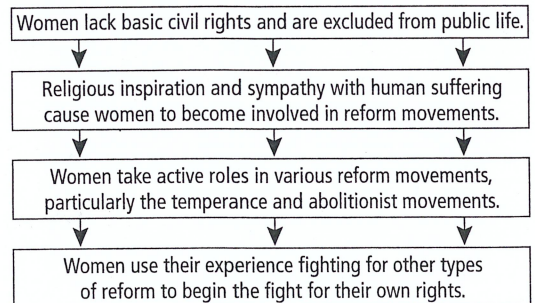 Women lack basic civil rights and are excluded from public life.
Religious inspiration and sympathy with human suffering
cause women to become involved in reform movements.
Women take active roles in various reform movements,
particularly the temperance and abolitionist movements.
Women use their experience fighting for other types
of reform to begin the fight for their own rights.